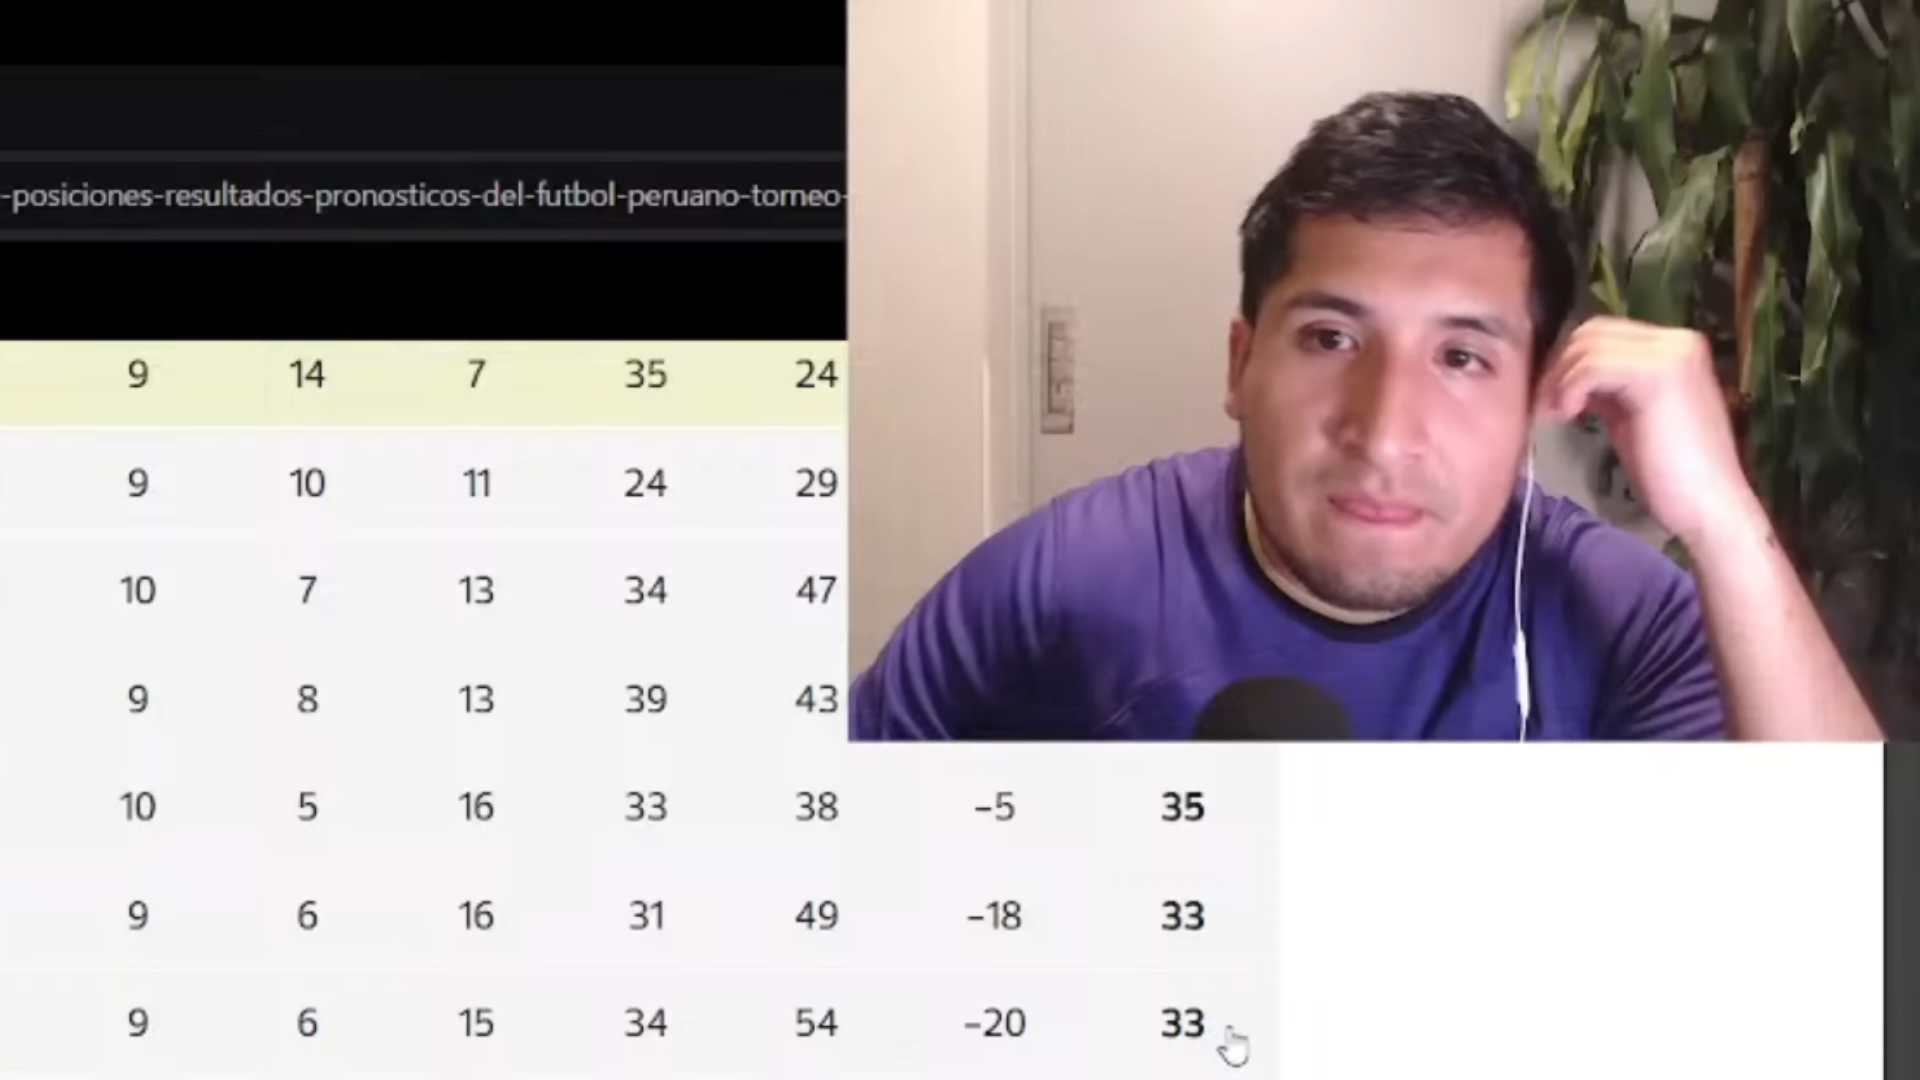 -posiciones-resultados-pronosticos-del-futbol-peruano-torneo-
9 14 7 35 24
9 10 11 24 29
10 7 13 34 47
9 8 13 39 43
10 5 16 33 38 –5 35
9 6 16 31 49 –18 33
9 6 15 34 54 –20 33